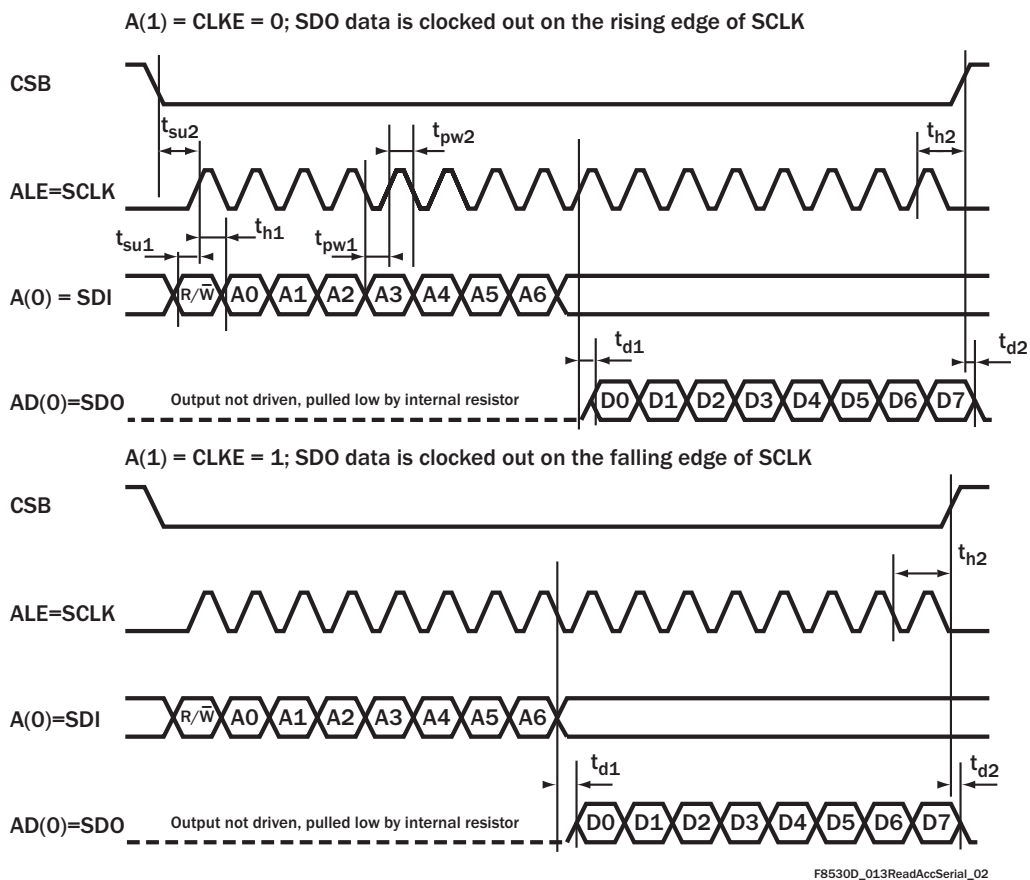 A(1) = CLKE = 0; SDO data is clocked out on the rising edge of SCLK
CSB
tsu2
tpw2
th2
ALE=SCLK
tsu1
th1
tpw1
A(0) = SDI
R/W̅ A0 A1 A2 A3 A4 A5 A6
td1
td2
AD(0)=SDO
Output not driven, pulled low by internal resistor
D0 D1 D2 D3 D4 D5 D6 D7
A(1) = CLKE = 1; SDO data is clocked out on the falling edge of SCLK
CSB
th2
ALE=SCLK
A(0)=SDI
R/W̅ A0 A1 A2 A3 A4 A5 A6
td1
td2
AD(0)=SDO
Output not driven, pulled low by internal resistor
D0 D1 D2 D3 D4 D5 D6 D7
F8530D_013ReadAccSerial_02